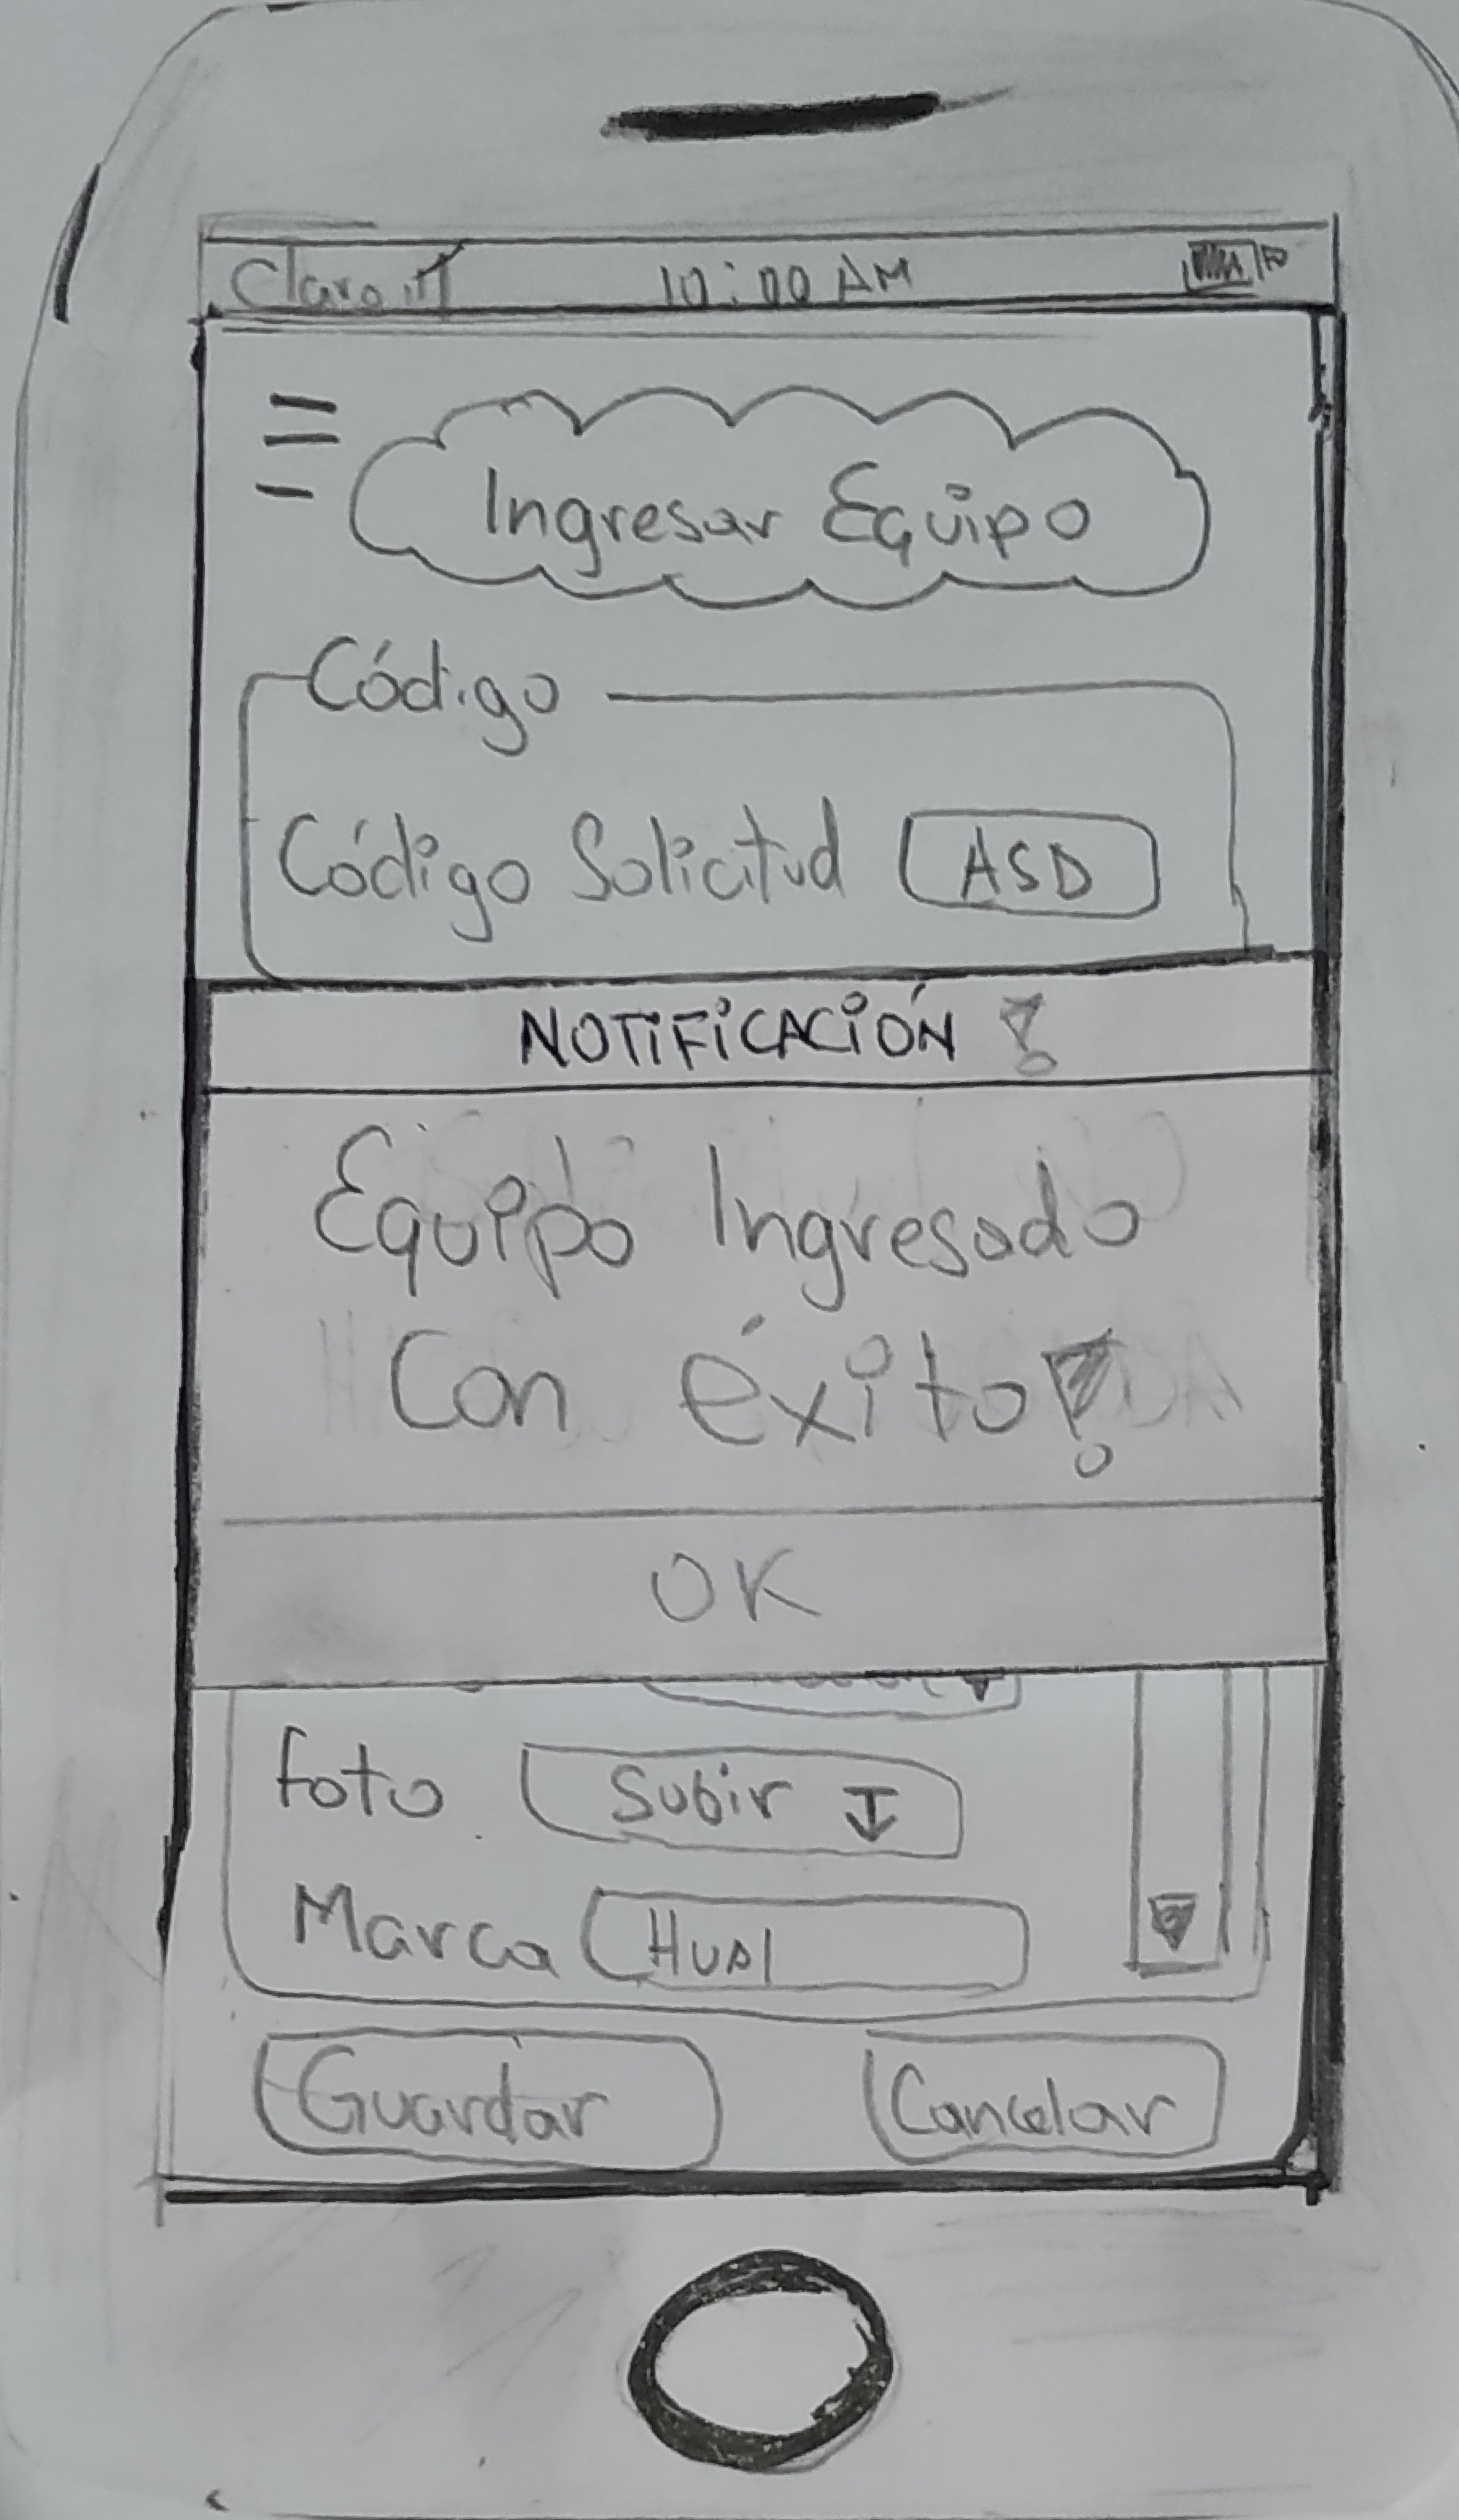 Claro 10:00 AM
Ingresar Equipo
Código
Código Solicitud ASD
NOTIFICACIÓN !
Equipo Ingresado
Con éxito!
OK
Foto Subir
Marca HUAI
Guardar Cancelar